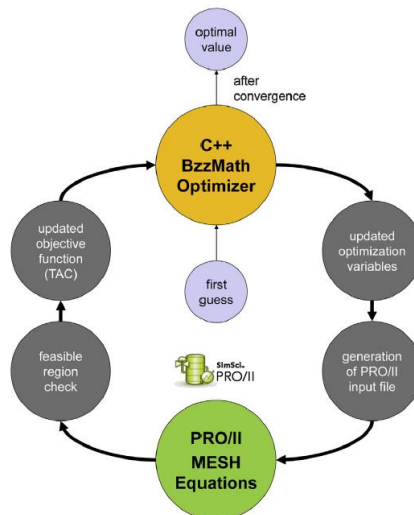 optimal
value
after
convergence
C++
BzzMath
Optimizer
updated
objective
function
(TAC)
updated
optimization
variables
first
guess
feasible
region
check
SimSci™
PRO/II
generation
of PRO/II
input file
PRO/II
MESH
Equations